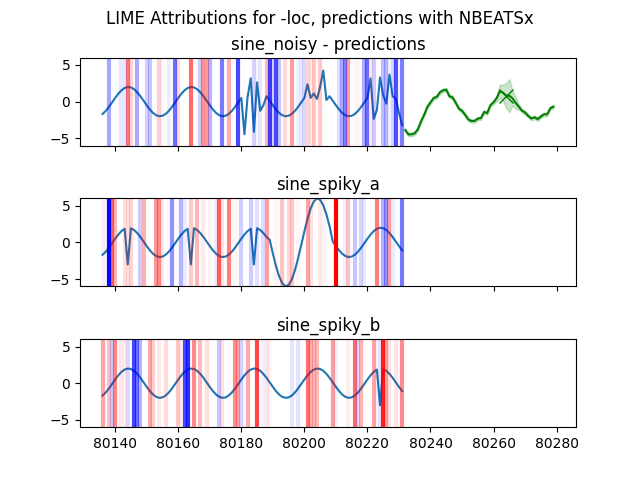 LIME Attributions for -loc, predictions with NBEATSx
sine_noisy - predictions
5
0
−5
sine_spiky_a
5
0
−5
sine_spiky_b
5
0
−5
80140 80160 80180 80200 80220 80240 80260 80280